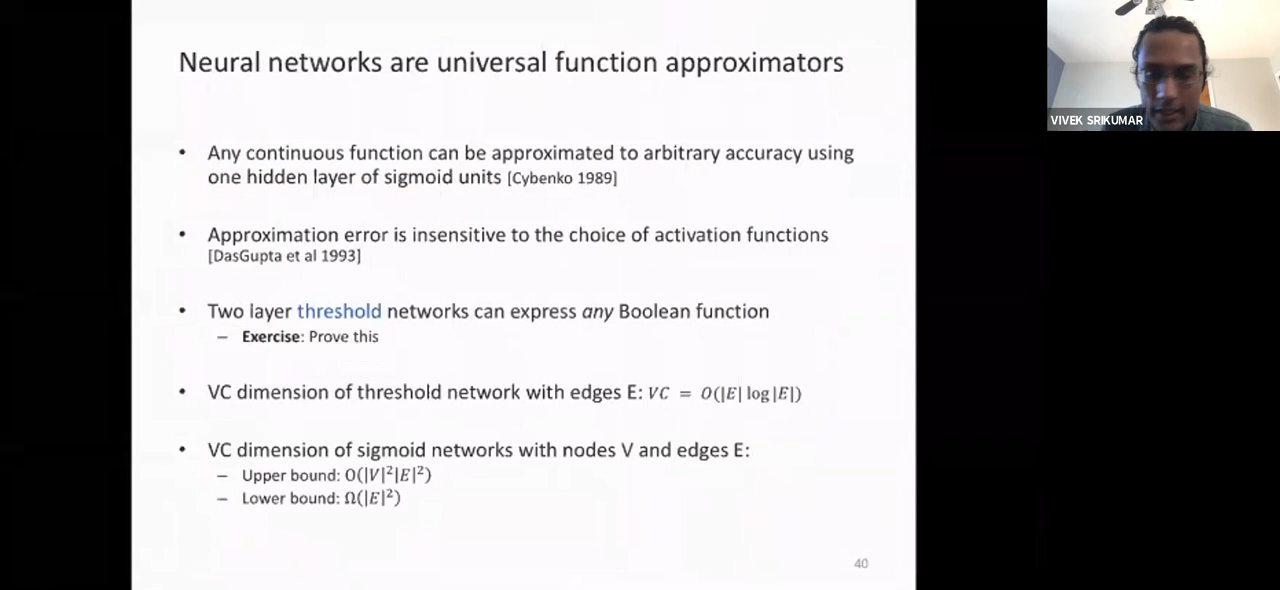 Neural networks are universal function approximators
VIVEK SRIKUMAR
• Any continuous function can be approximated to arbitrary accuracy using
one hidden layer of sigmoid units [Cybenko 1989]
• Approximation error is insensitive to the choice of activation functions
[DasGupta et al 1993]
• Two layer threshold networks can express any Boolean function
– Exercise: Prove this
• VC dimension of threshold network with edges E: VC = O(|E| log|E|)
• VC dimension of sigmoid networks with nodes V and edges E:
– Upper bound: O(|V|²|E|²)
– Lower bound: Ω(|E|²)
40